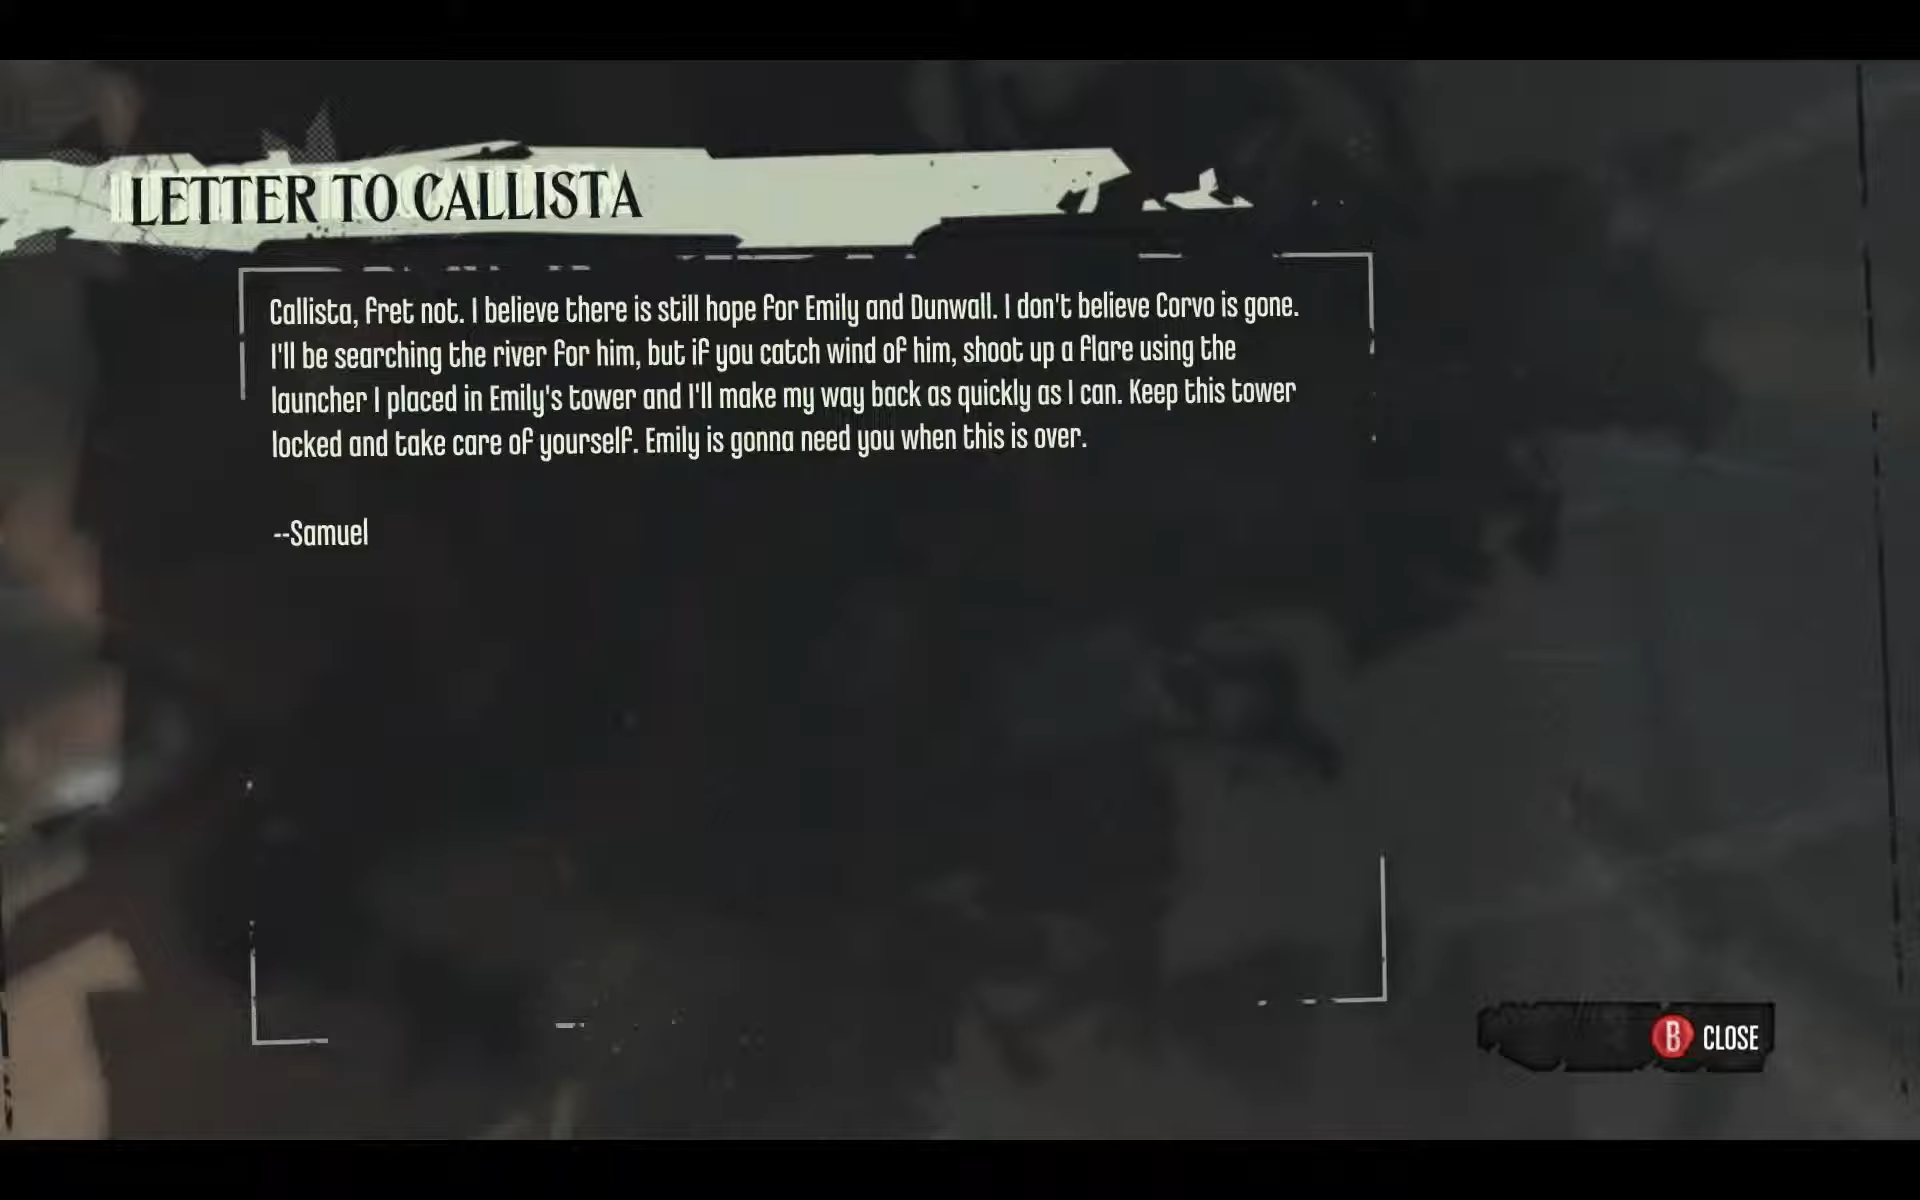 LETTER TO CALLISTA
Callista, fret not. I believe there is still hope for Emily and Dunwall. I don't believe Corvo is gone.
I'll be searching the river for him, but if you catch wind of him, shoot up a flare using the
launcher I placed in Emily's tower and I'll make my way back as quickly as I can. Keep this tower
locked and take care of yourself. Emily is gonna need you when this is over.
--Samuel
B CLOSE